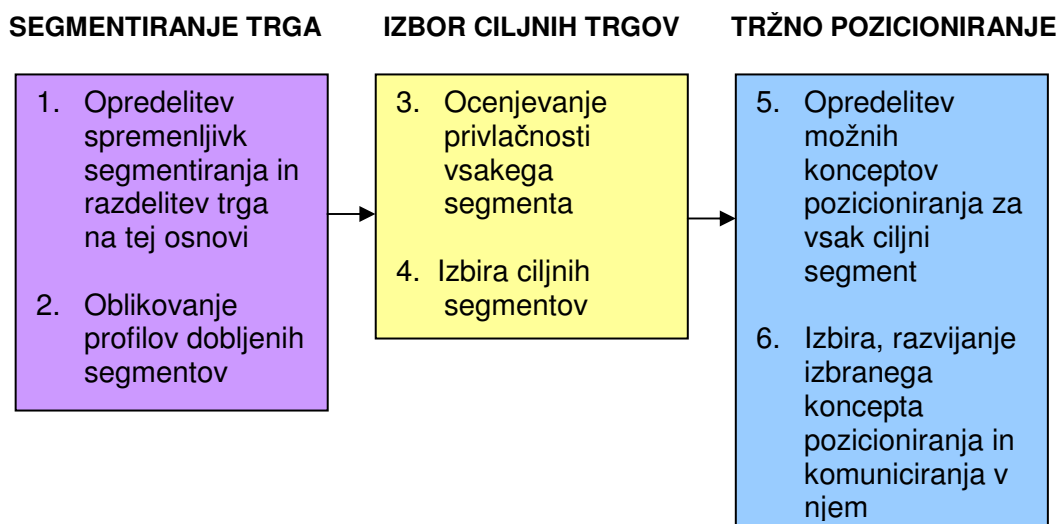 SEGMENTIRANJE TRGA
IZBOR CILJNIH TRGOV
TRŽNO POZICIONIRANJE
1. Opredelitev
spremenljivk
segmentiranja in
razdelitev trga
na tej osnovi
2. Oblikovanje
profilov dobljenih
segmentov
3. Ocenjevanje
privlačnosti
vsakega
segmenta
4. Izbira ciljnih
segmentov
5. Opredelitev
možnih
konceptov
pozicioniranja za
vsak ciljni
segment
6. Izbira, razvijanje
izbranega
koncepta
pozicioniranja in
komuniciranja v
njem